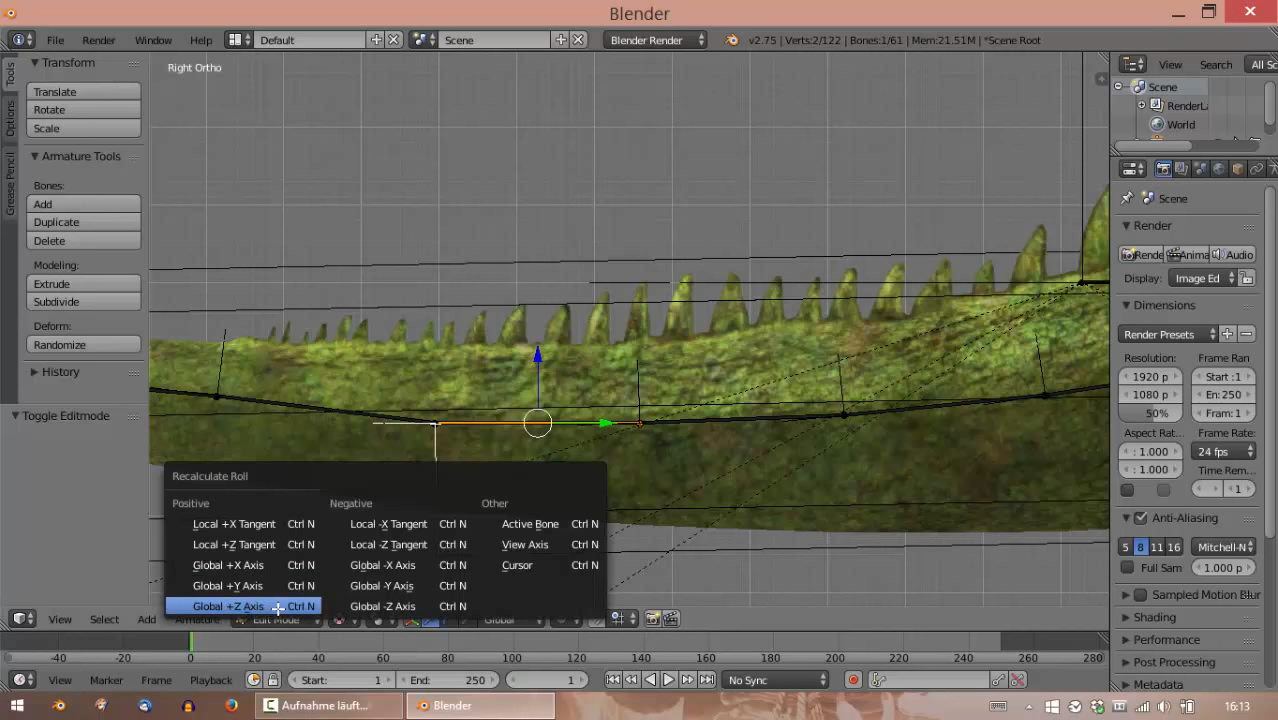 Blender
File Render Window Help Default Scene Blender Render v2.75 | Verts:2/122 | Bones:1/61 | Mem:21.51M | *Scene Root
Tools
Options
Grease Pencil
Transform
Translate
Rotate
Scale
Armature Tools
Bones:
Add
Duplicate
Delete
Modeling:
Extrude
Subdivide
Deform:
Randomize
History
Toggle Editmode
Right Ortho
Recalculate Roll
Positive Negative Other
Local +X Tangent Ctrl N Local -X Tangent Ctrl N Active Bone Ctrl N
Local +Z Tangent Ctrl N Local -Z Tangent Ctrl N View Axis Ctrl N
Global +X Axis Ctrl N Global -X Axis Ctrl N Cursor Ctrl N
Global +Y Axis Ctrl N Global -Y Axis Ctrl N
Global +Z Axis Ctrl N Global -Z Axis Ctrl N
View Select Add Armature Edit Mode Global
-40 -20 0 20 40 60 80 100 120 140 160 180 200 220 240 260 280
View Marker Frame Playback Start: 1 End: 250 1 No Sync
View Search All Sc
Scene
RenderLa
World
Scene
Render
Rende Anima Audio
Display: Image Ed
Dimensions
Render Presets
Resolution: Frame Ran
1920 p Start :1
1080 p En: 250
50% Fram: 1
Aspect Rat Frame Rate:
: 1.000 24 fps
: 1.000 Time Rem
1
Anti-Aliasing
5 8 11 16 Mitchell-N
Full Sam 1.000 p
Sampled Motion Blur
Shading
Performance
Post Processing
Metadata
Aufnahme läuft... Blender 16:13